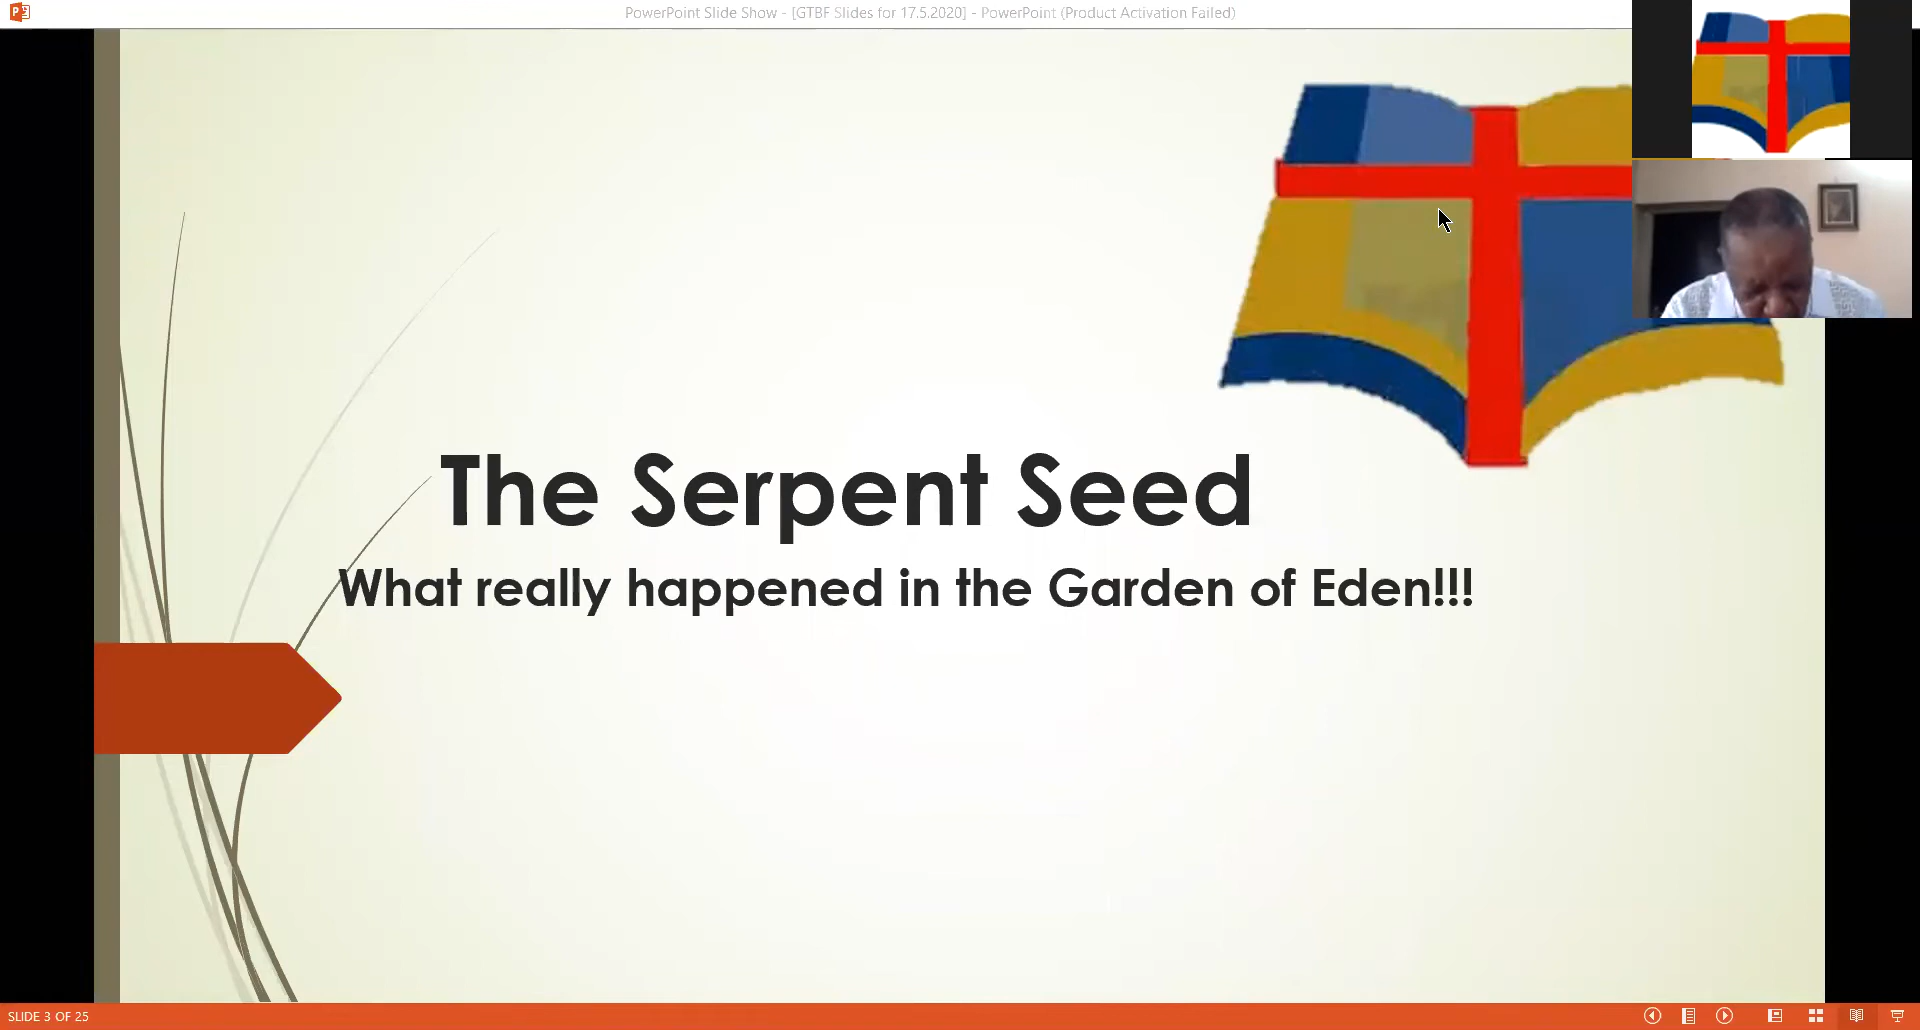 PowerPoint Slide Show - [GTBF Slides for 17.5.2020] - PowerPoint (Product Activation Failed)
The Serpent Seed
What really happened in the Garden of Eden!!!
SLIDE 3 OF 25